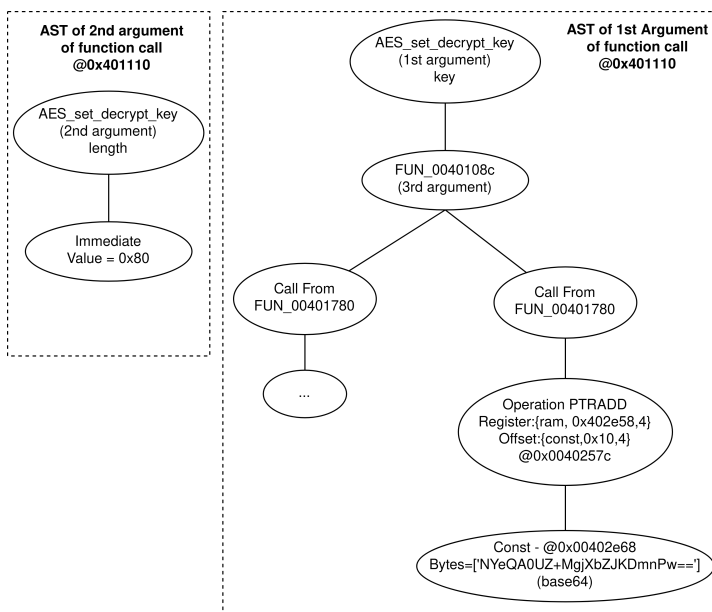 AST of 2nd argument
of function call
@0x401110
AES_set_decrypt_key
(2nd argument)
length
Immediate
Value = 0x80
AST of 1st Argument
of function call
@0x401110
AES_set_decrypt_key
(1st argument)
key
FUN_0040108c
(3rd argument)
Call From
FUN_00401780
Call From
FUN_00401780
...
Operation PTRADD
Register:{ram, 0x402e58,4}
Offset:{const,0x10,4}
@0x0040257c
Const - @0x00402e68
Bytes=['NYeQA0UZ+MgjXbZJKDmnPw==']
(base64)